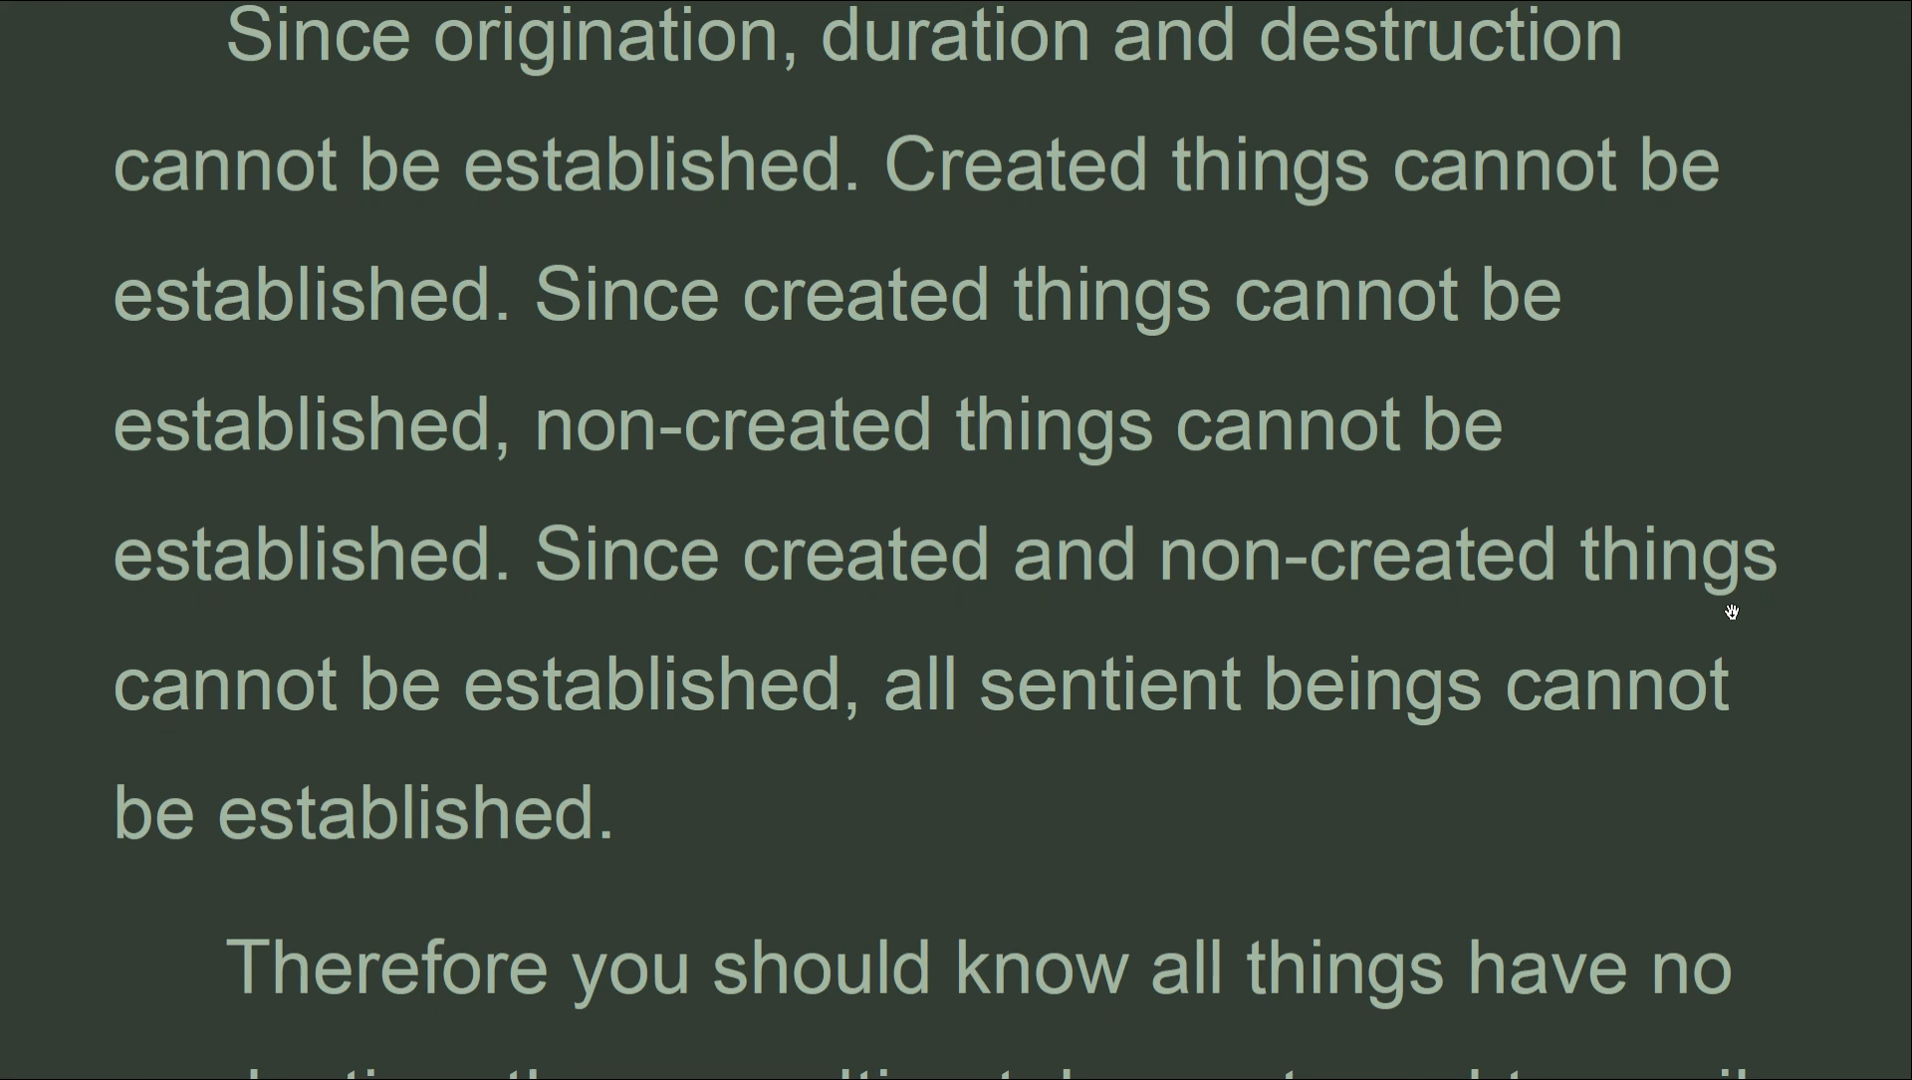 Since origination, duration and destruction
cannot be established. Created things cannot be
established. Since created things cannot be
established, non-created things cannot be
established. Since created and non-created things
cannot be established, all sentient beings cannot
be established.
Therefore you should know all things have no